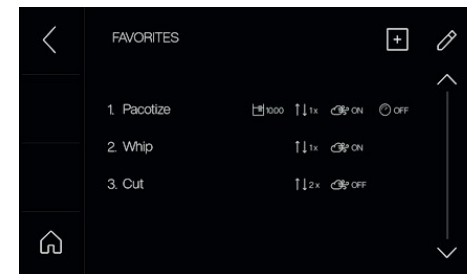 FAVORITES
1. Pacotize 1000 1x ON OFF
2. Whip 1x ON
3. Cut 2x OFF